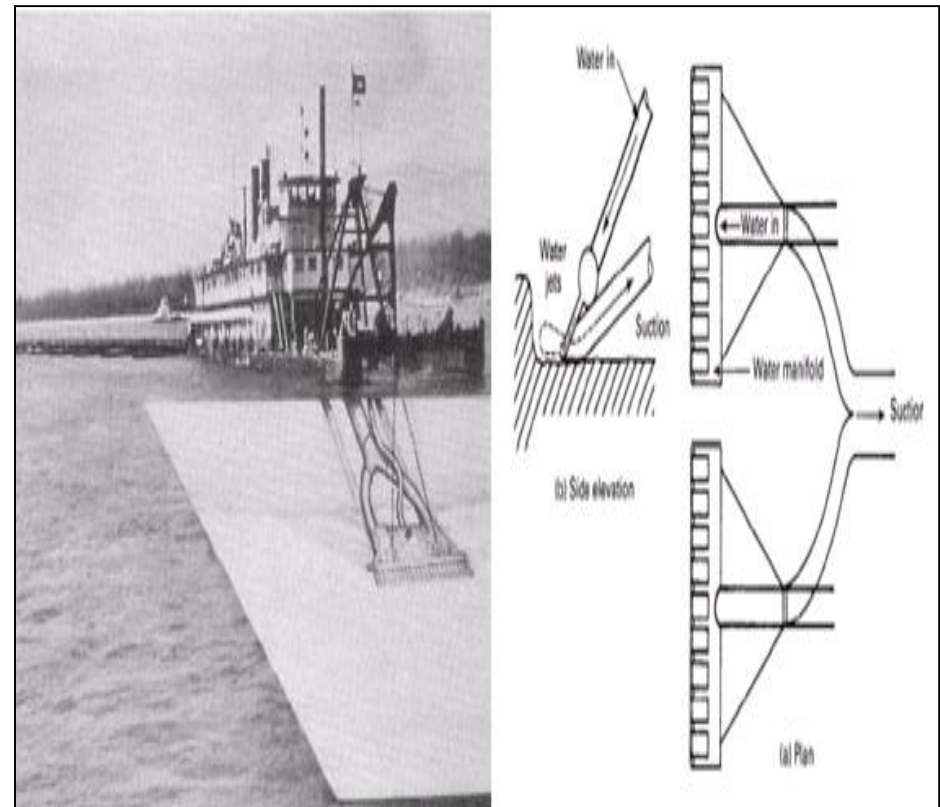 Water in
Water
jets
Suction
(b) Side elevation
Water in
Water manifold
Suction
(a) Plan